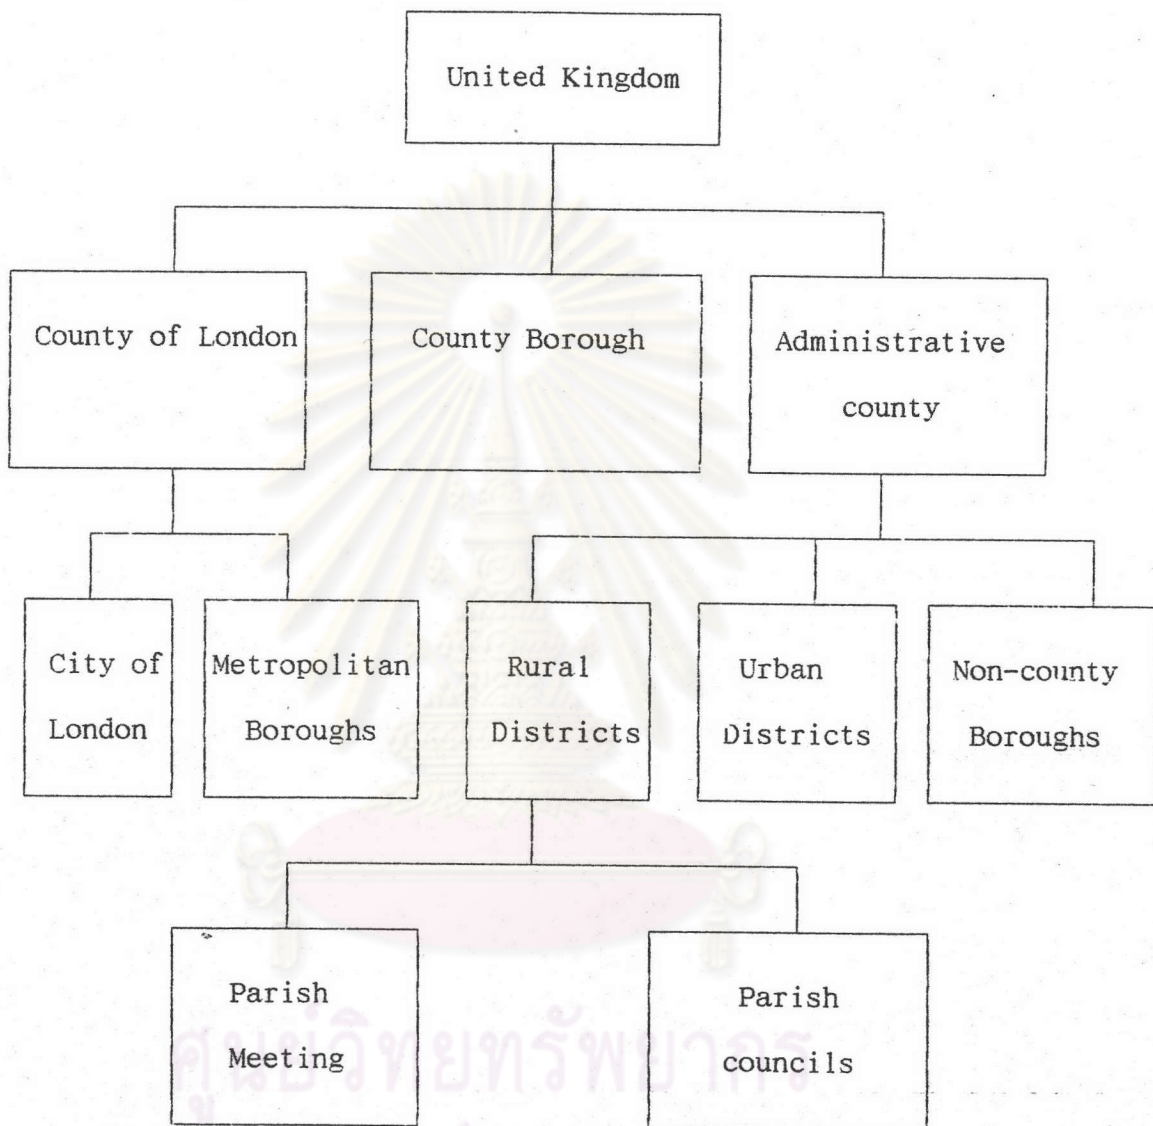 United Kingdom
County of London
County Borough
Administrative
county
City of
London
Metropolitan
Boroughs
Rural
Districts
Urban
Districts
Non-county
Boroughs
Parish
Meeting
Parish
councils
ศูนย์วิทยทรัพยากร